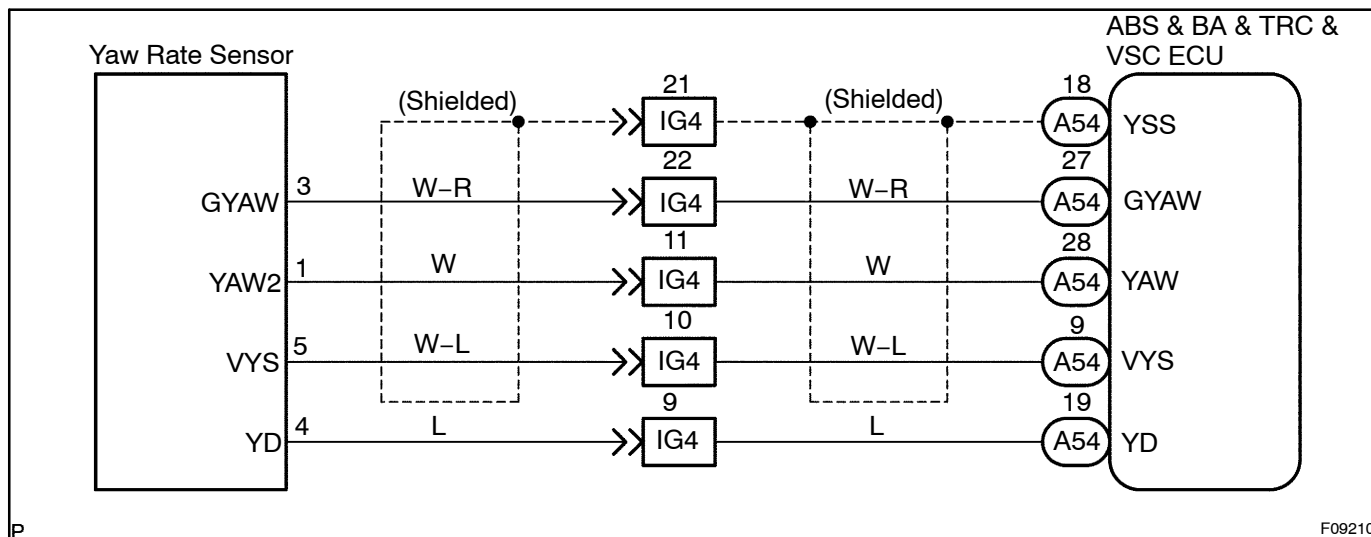 ABS & BA & TRC &
VSC ECU
Yaw Rate Sensor
(Shielded)
21
IG4
(Shielded)
18
A54
YSS
GYAW
3
W–R
22
IG4
W–R
27
A54
GYAW
YAW2
1
W
11
IG4
W
28
A54
YAW
VYS
5
W–L
10
IG4
W–L
9
A54
VYS
YD
4
L
9
IG4
L
19
A54
YD
P
F09210